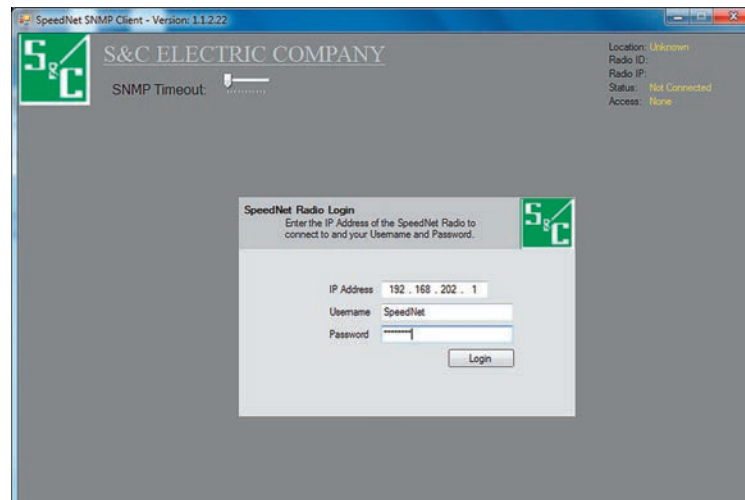 SpeedNet SNMP Client - Version: 1.1.2.22
S&C
S&C ELECTRIC COMPANY
SNMP Timeout:
Location: Unknown
Radio ID:
Radio IP:
Status: Not Connected
Access: None
SpeedNet Radio Login
Enter the IP Address of the SpeedNet Radio to
connect to and your Username and Password.
S&C
IP Address 192 . 168 . 202 . 1
Username SpeedNet
Password ********
Login